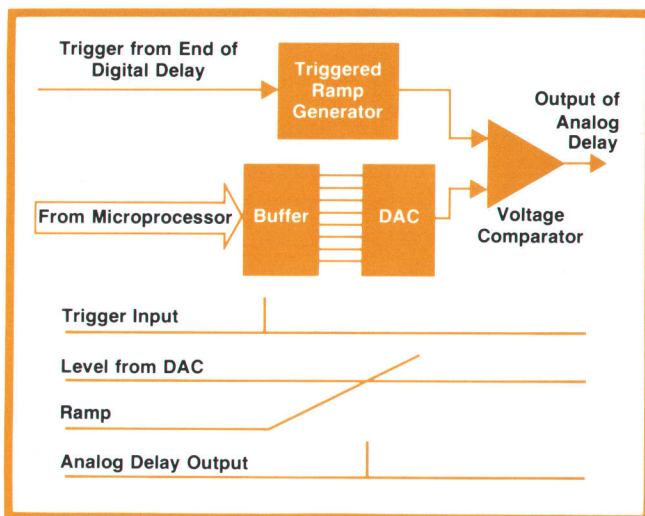 Trigger from End of
Digital Delay
Triggered
Ramp
Generator
Output of
Analog
Delay
From Microprocessor
Buffer
DAC
Voltage
Comparator
Trigger Input
Level from DAC
Ramp
Analog Delay Output